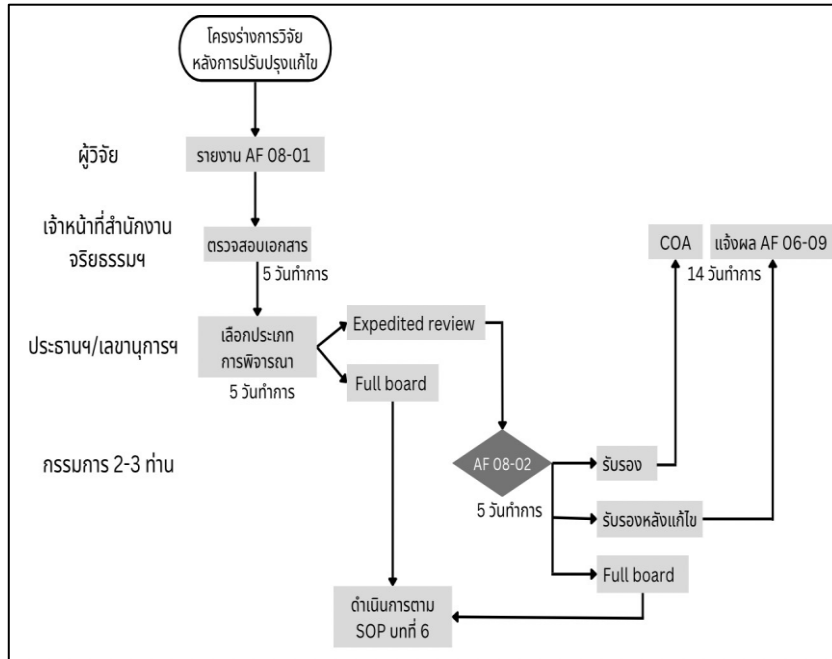 โครงร่างการวิจัย
หลังการปรับปรุงแก้ไข
ผู้วิจัย
รายงาน AF 08-01
เจ้าหน้าที่สำนักงาน
จริยธรรมฯ
ตรวจสอบเอกสาร
5 วันทำการ
COA
แจ้งผล AF 06-09
14 วันทำการ
ประธานฯ/เลขานุการฯ
เลือกประเภท
การพิจารณา
5 วันทำการ
Expedited review
Full board
กรรมการ 2-3 ท่าน
AF 08-02
5 วันทำการ
รับรอง
รับรองหลังแก้ไข
Full board
ดำเนินการตาม
SOP บทที่ 6